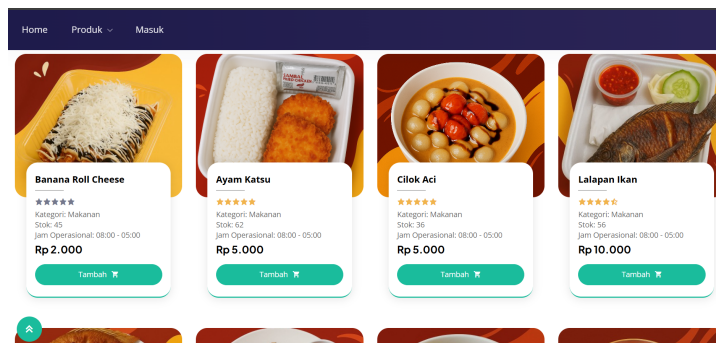 Home Produk Masuk
SAMBAL
FRIED CHICKEN
Banana Roll Cheese
Kategori: Makanan
Stok: 45
Jam Operasional: 08:00 - 05:00
Rp 2.000
Tambah
Ayam Katsu
Kategori: Makanan
Stok: 62
Jam Operasional: 08:00 - 05:00
Rp 5.000
Tambah
Cilok Aci
Kategori: Makanan
Stok: 36
Jam Operasional: 08:00 - 05:00
Rp 5.000
Tambah
Lalapan Ikan
Kategori: Makanan
Stok: 56
Jam Operasional: 08:00 - 05:00
Rp 10.000
Tambah